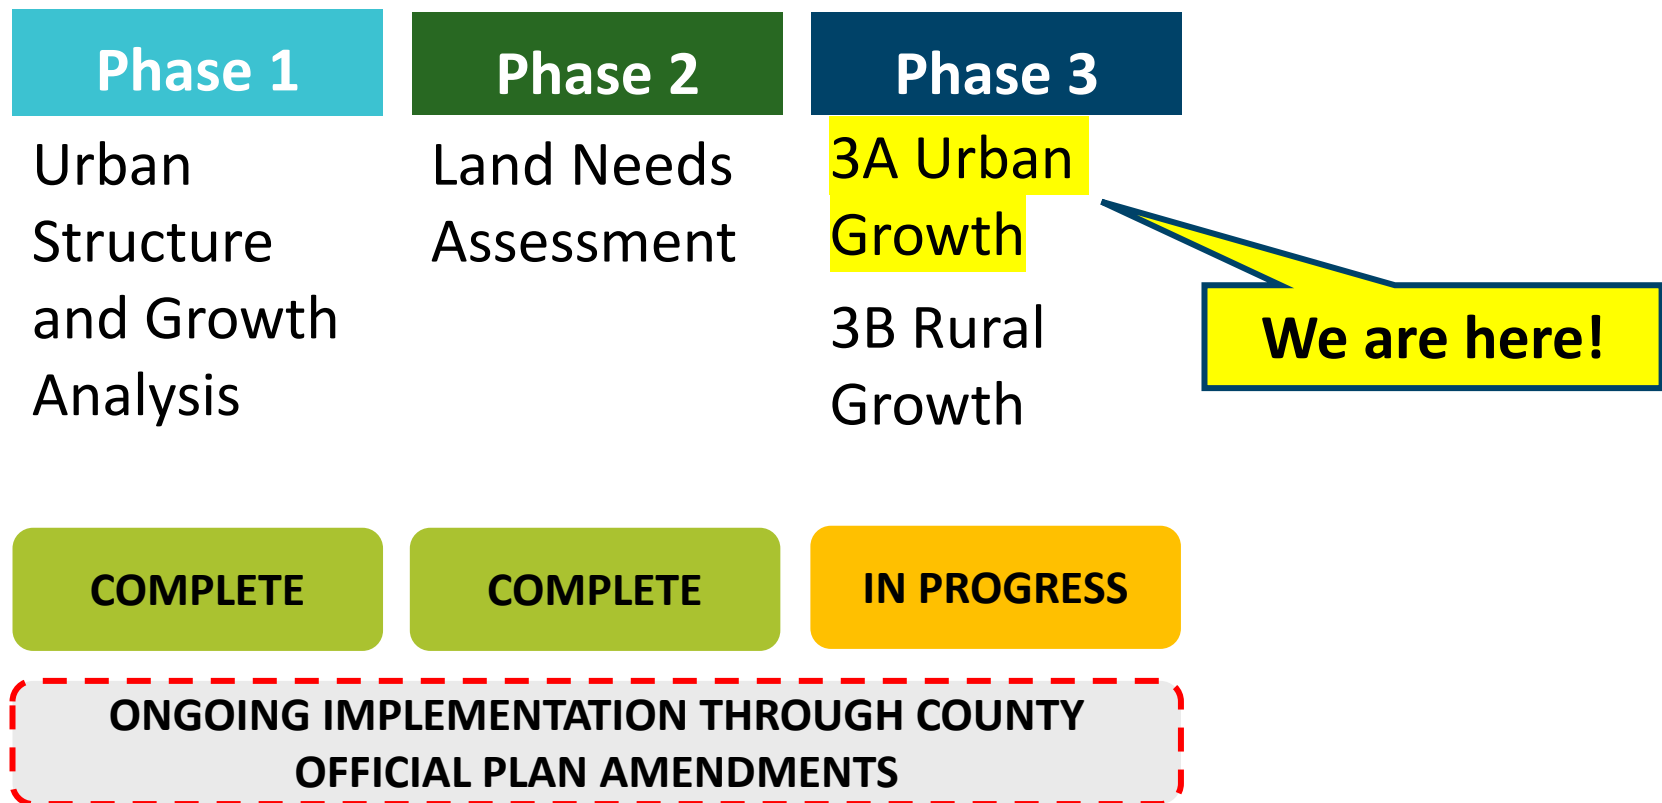 Phase 1
Urban
Structure
and Growth
Analysis
COMPLETE
Phase 2
Land Needs
Assessment
COMPLETE
Phase 3
3A Urban
Growth
3B Rural
Growth
IN PROGRESS
We are here!
ONGOING IMPLEMENTATION THROUGH COUNTY
OFFICIAL PLAN AMENDMENTS